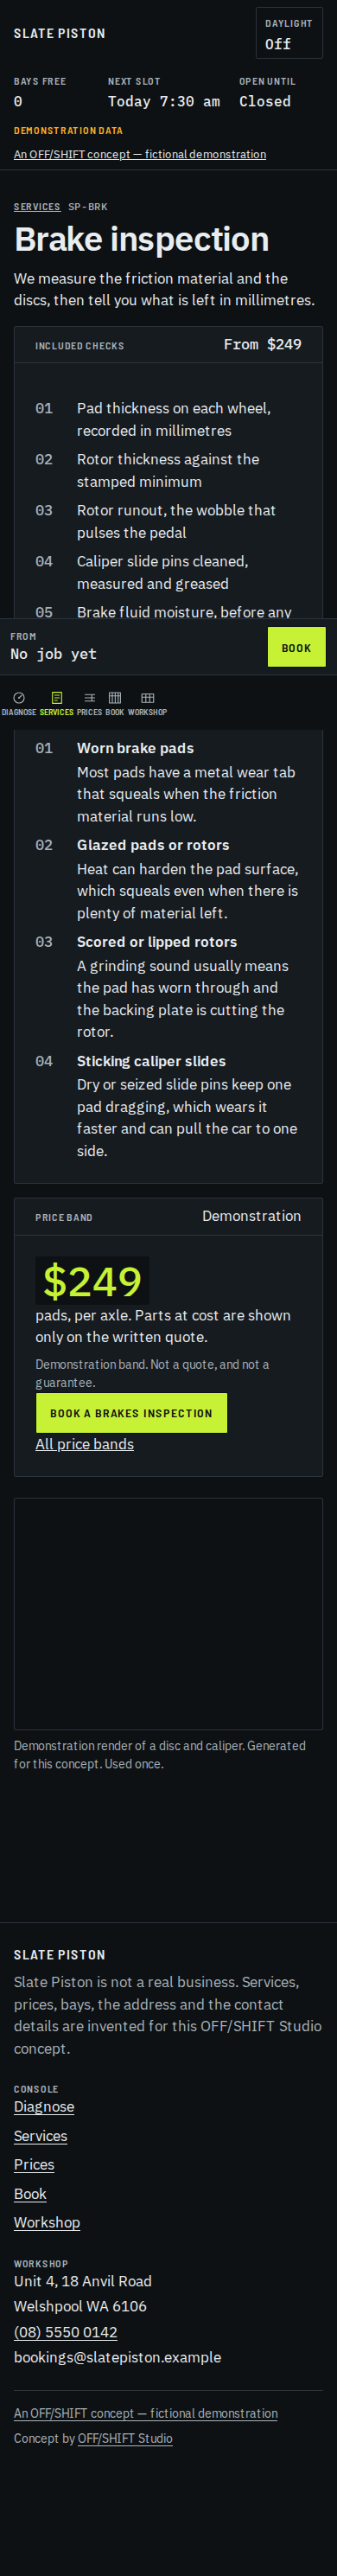 SLATE PISTON
DAYLIGHT
Off
BAYS FREE
0
NEXT SLOT
Today 7:30 am
OPEN UNTIL
Closed
DEMONSTRATION DATA
An OFF/SHIFT concept — fictional demonstration
SERVICES SP-BRK
Brake inspection
We measure the friction material and the
discs, then tell you what is left in millimetres.
INCLUDED CHECKS From $249
01 Pad thickness on each wheel,
recorded in millimetres
02 Rotor thickness against the
stamped minimum
03 Rotor runout, the wobble that
pulses the pedal
04 Caliper slide pins cleaned,
measured and greased
05 Brake fluid moisture, before any
FROM
No job yet
BOOK
DIAGNOSE SERVICES PRICES BOOK WORKSHOP
01 Worn brake pads
Most pads have a metal wear tab
that squeals when the friction
material runs low.
02 Glazed pads or rotors
Heat can harden the pad surface,
which squeals even when there is
plenty of material left.
03 Scored or lipped rotors
A grinding sound usually means
the pad has worn through and
the backing plate is cutting the
rotor.
04 Sticking caliper slides
Dry or seized slide pins keep one
pad dragging, which wears it
faster and can pull the car to one
side.
PRICE BAND Demonstration
$249
pads, per axle. Parts at cost are shown
only on the written quote.
Demonstration band. Not a quote, and not a
guarantee.
BOOK A BRAKES INSPECTION
All price bands
Demonstration render of a disc and caliper. Generated
for this concept. Used once.
SLATE PISTON
Slate Piston is not a real business. Services,
prices, bays, the address and the contact
details are invented for this OFF/SHIFT Studio
concept.
CONSOLE
Diagnose
Services
Prices
Book
Workshop
WORKSHOP
Unit 4, 18 Anvil Road
Welshpool WA 6106
(08) 5550 0142
bookings@slatepiston.example
An OFF/SHIFT concept — fictional demonstration
Concept by OFF/SHIFT Studio